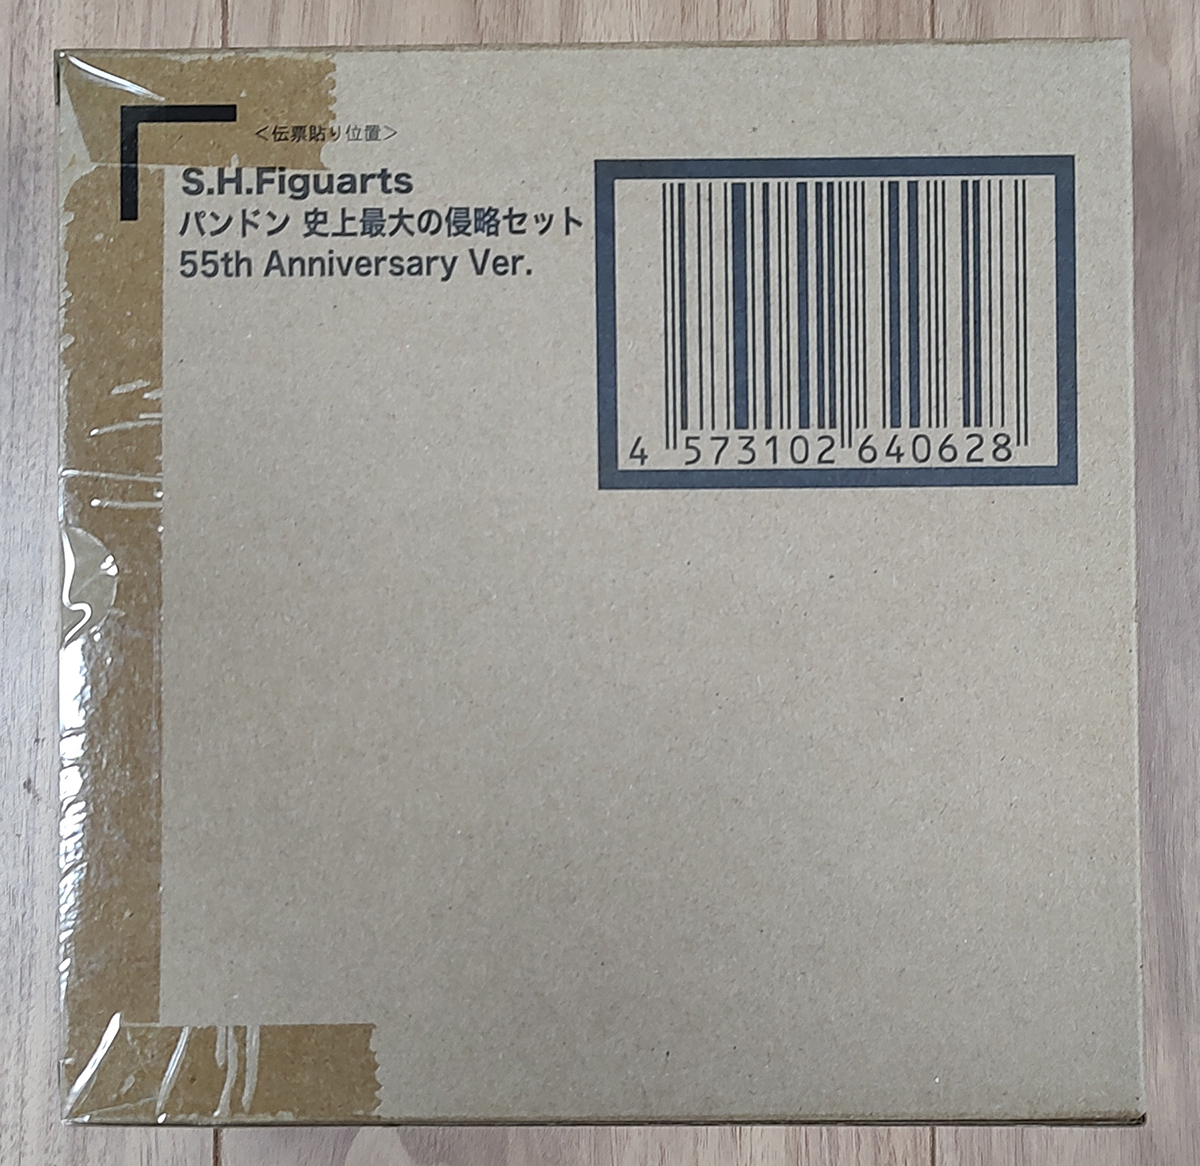 <伝票貼り位置>
S.H.Figuarts
パンドン 史上最大の侵略セット
55th Anniversary Ver.
4 573102 640628